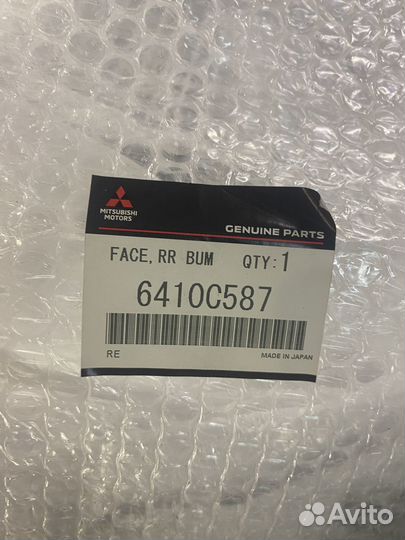 MITSUBISHI
MOTORS
GENUINE PARTS
FACE, RR BUM QTY:1
6410C587
RE MADE IN JAPAN
Avito